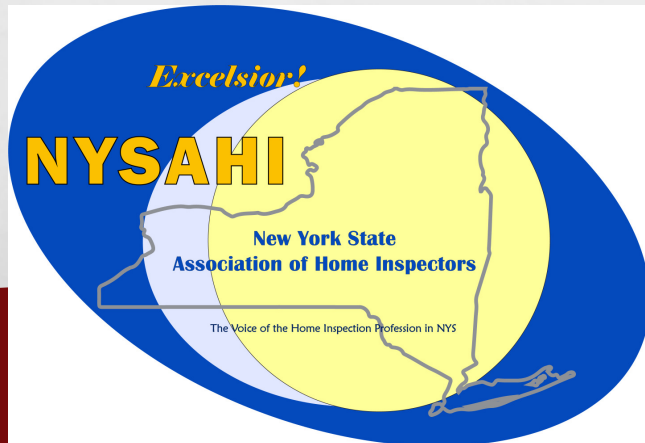 Excelsior!
NYSAHI
New York State
Association of Home Inspectors
The Voice of the Home Inspection Profession in NYS